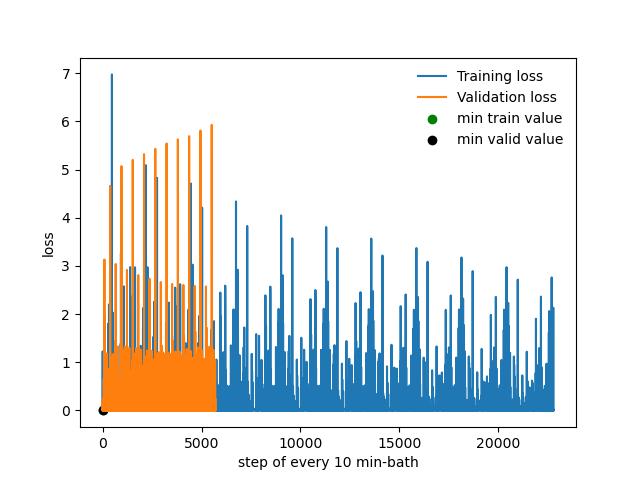 Training loss
Validation loss
min train value
min valid value
7
6
5
4
3
2
1
0
loss
0
5000
10000
15000
20000
step of every 10 min-bath